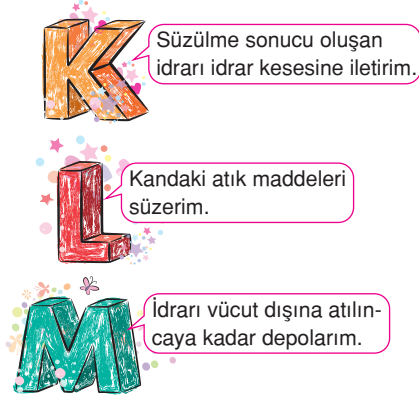 K
Süzülme sonucu oluşan
idrarı idrar kesesine iletirim.
L
Kandaki atık maddeleri
süzerim.
M
İdrarı vücut dışına atılın-
caya kadar depolarım.